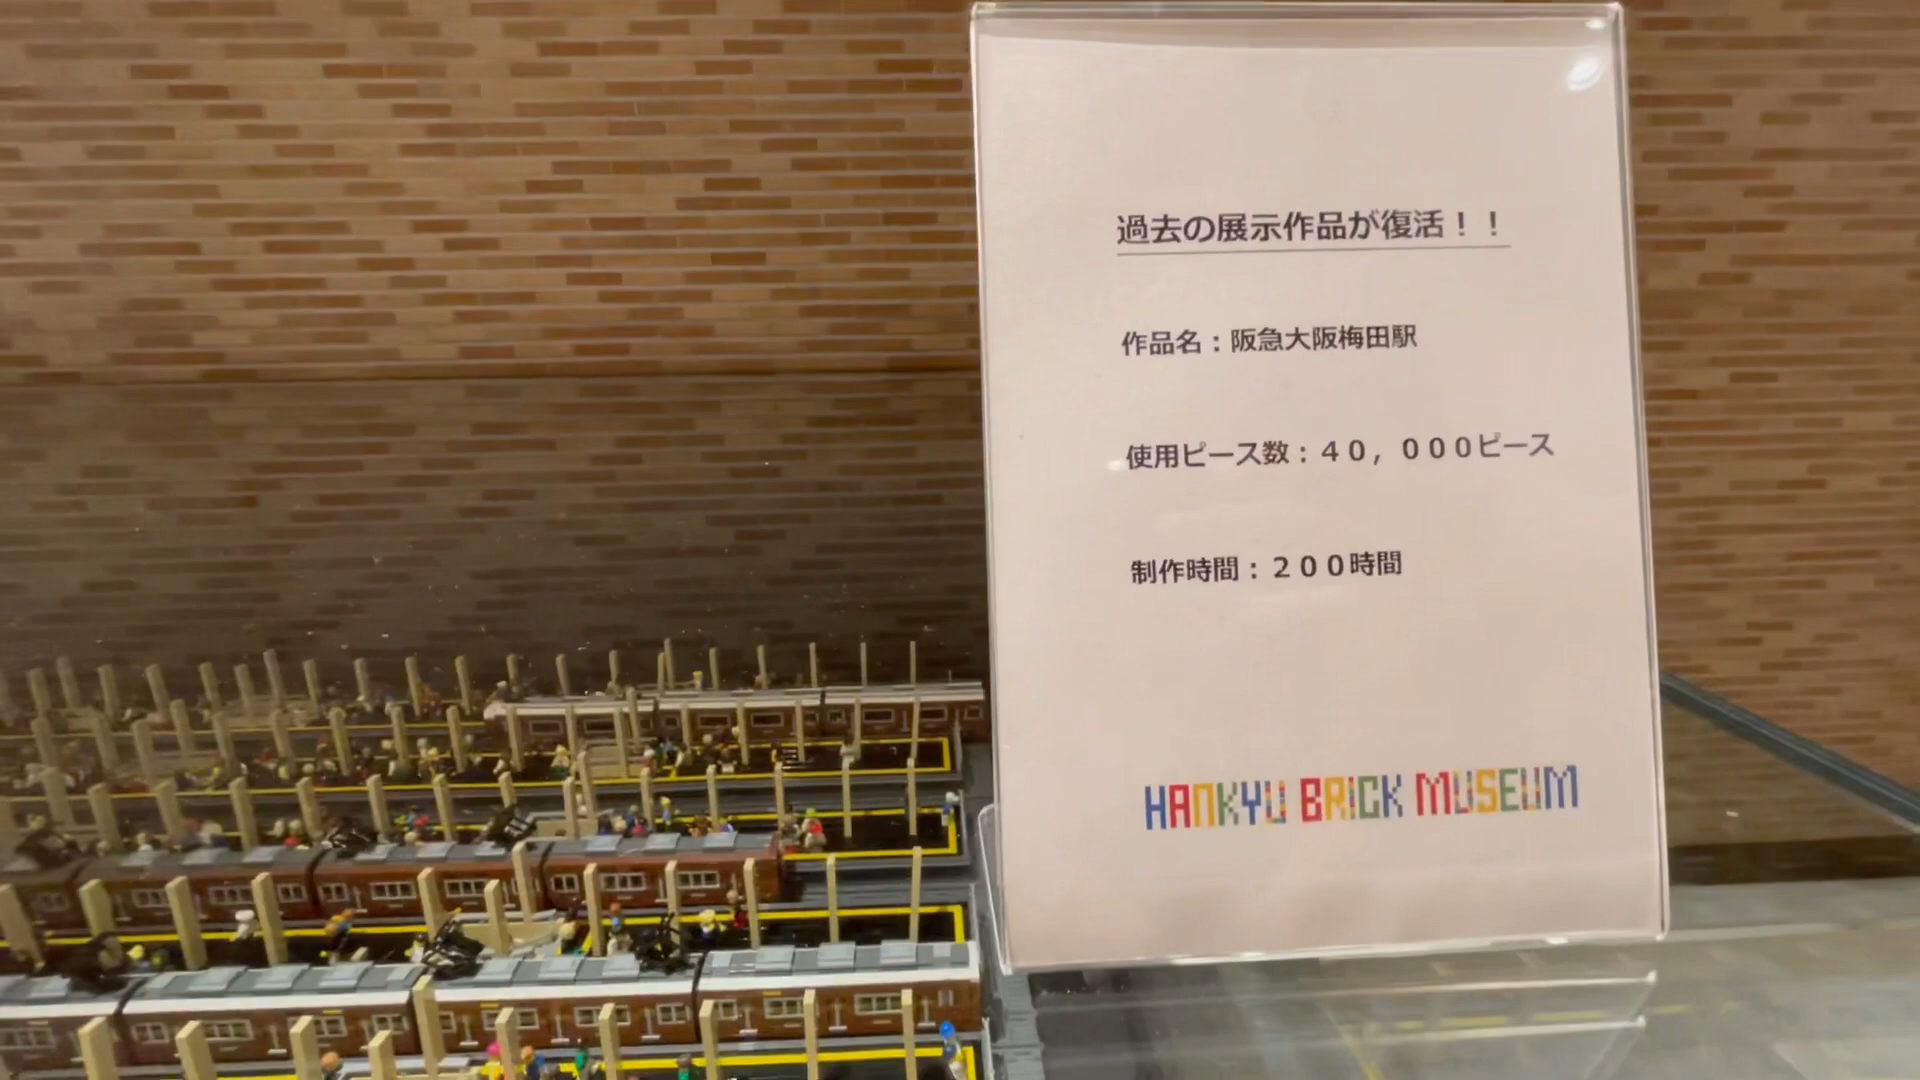 過去の展示作品が復活！！
作品名：阪急大阪梅田駅
使用ピース数：４０，０００ピース
制作時間：２００時間
HANKYU BRICK MUSEUM